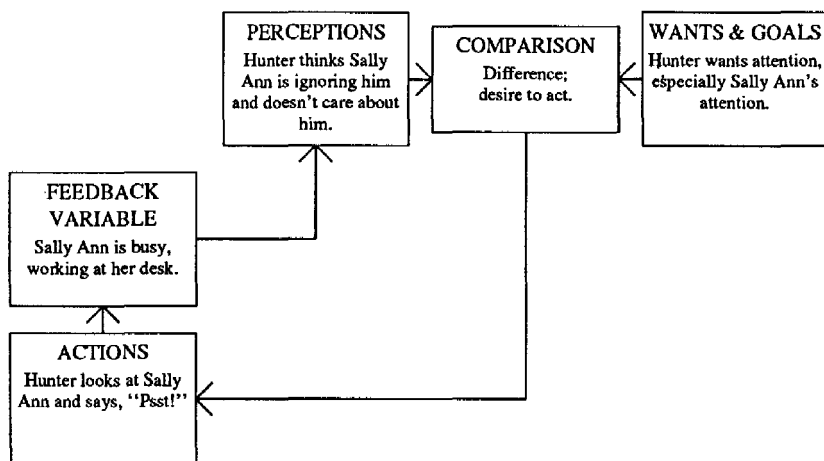 PERCEPTIONS
Hunter thinks Sally
Ann is ignoring him
and doesn't care about
him.
COMPARISON
Difference;
desire to act.
WANTS & GOALS
Hunter wants attention,
especially Sally Ann's
attention.
FEEDBACK
VARIABLE
Sally Ann is busy,
working at her desk.
ACTIONS
Hunter looks at Sally
Ann and says, “Psst!”